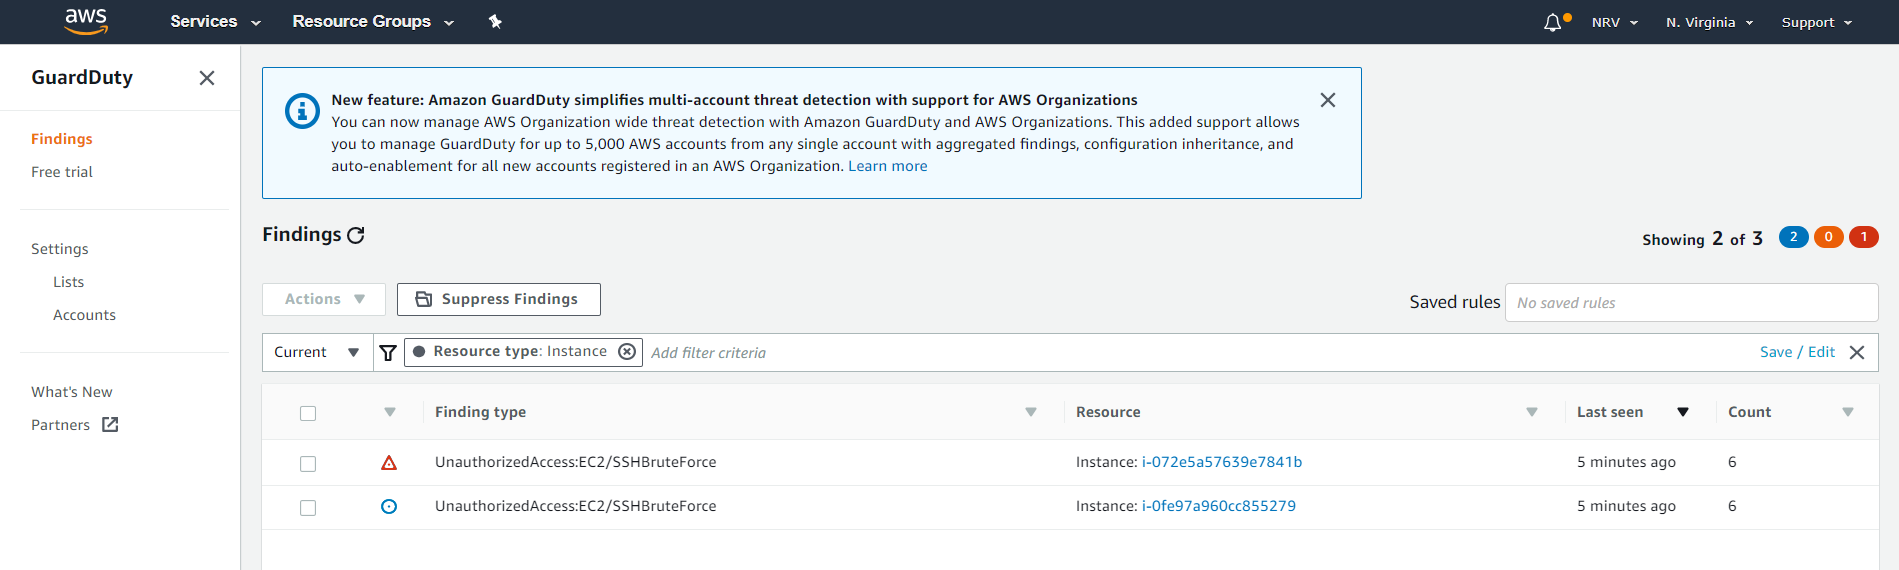 aws Services Resource Groups NRV N. Virginia Support
GuardDuty
Findings
Free trial
Settings
Lists
Accounts
What's New
Partners
New feature: Amazon GuardDuty simplifies multi-account threat detection with support for AWS Organizations
You can now manage AWS Organization wide threat detection with Amazon GuardDuty and AWS Organizations. This added support allows
you to manage GuardDuty for up to 5,000 AWS accounts from any single account with aggregated findings, configuration inheritance, and
auto-enablement for all new accounts registered in an AWS Organization. Learn more
Findings
Showing 2 of 3 2 0 1
Actions Suppress Findings
Saved rules No saved rules
Current Resource type: Instance Add filter criteria Save / Edit
Finding type Resource Last seen Count
UnauthorizedAccess:EC2/SSHBruteForce Instance: i-072e5a57639e7841b 5 minutes ago 6
UnauthorizedAccess:EC2/SSHBruteForce Instance: i-0fe97a960cc855279 5 minutes ago 6